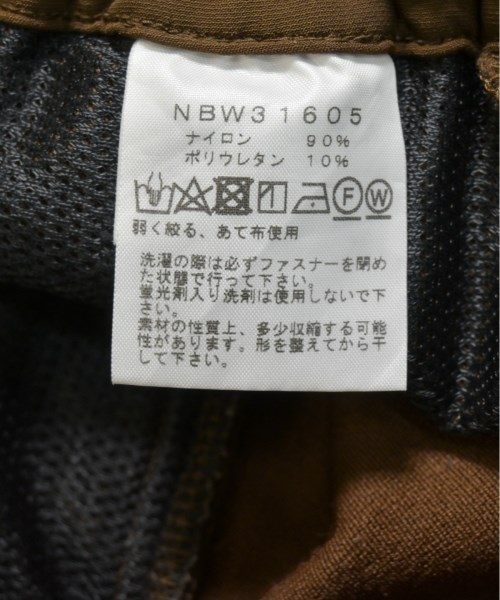 NBW31605
ナイロン 90%
ポリウレタン 10%
F W
弱く絞る、あて布使用
洗濯の際は必ずファスナーを閉め
た状態で行って下さい。
蛍光剤入り洗剤は使用しないで下
さい。
素材の性質上、多少収縮する可能
性があります。形を整えてから干
して下さい。